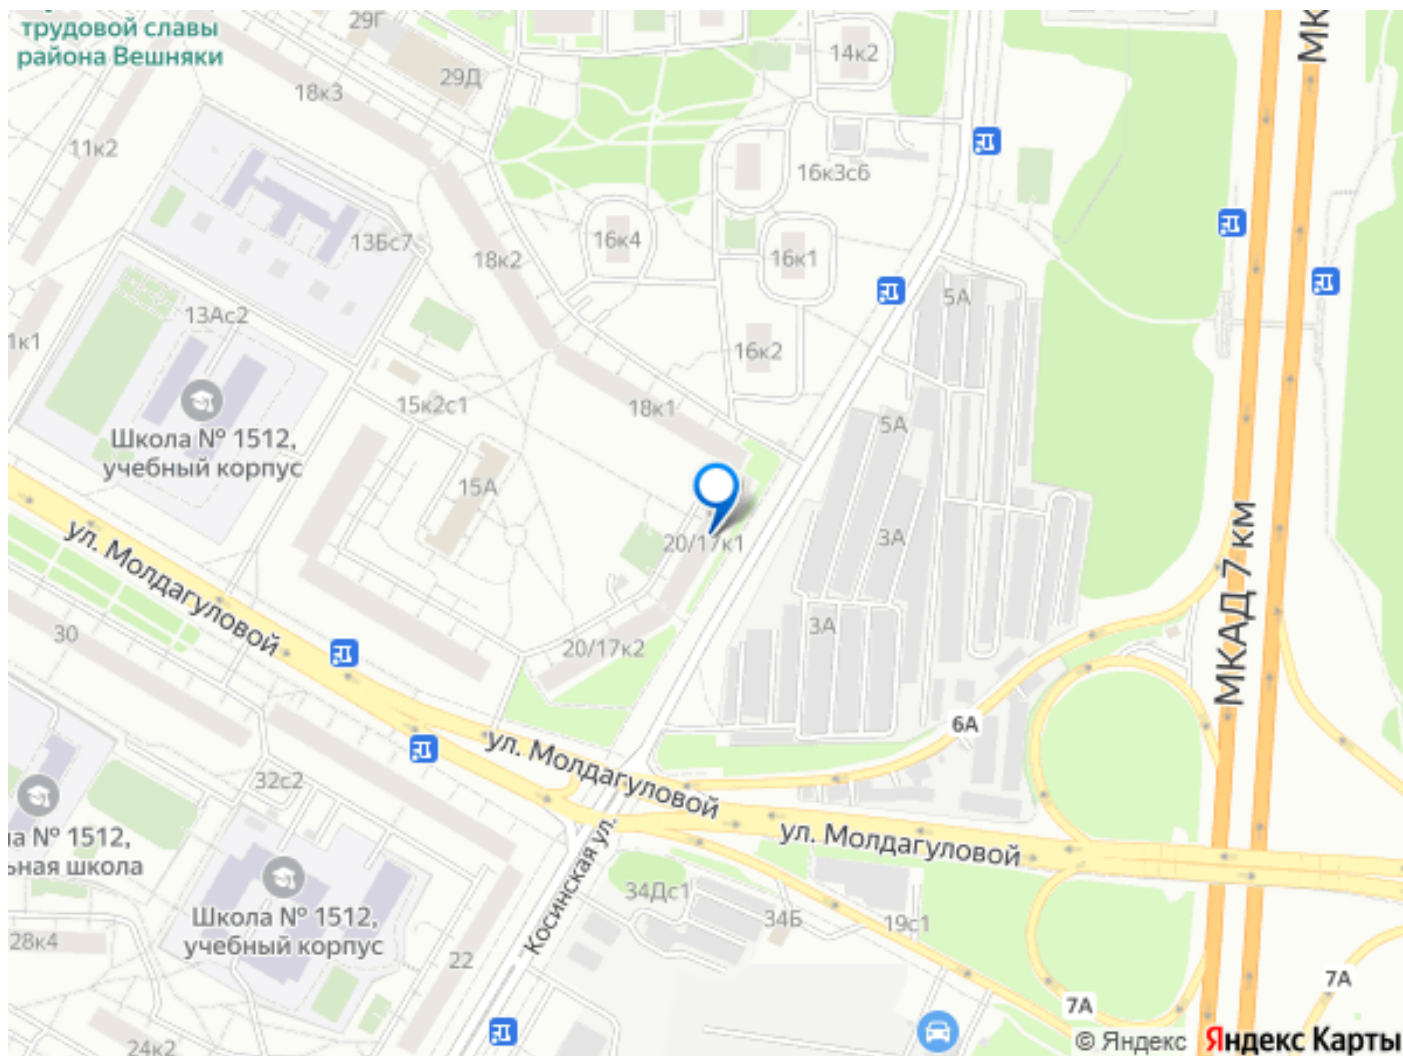 трудовой славы
района Вешняки
29Г
29Д
14к2
18к3
11к2
16к3с6
13Бс7
16к4
18к2
16к1
5А
13Ас2
16к2
15к2с1
18к1
5А
Школа № 1512,
учебный корпус
15А
3А
20/17к1
МКАД 7 км
ул. Молдагуловой
30
3А
20/17к2
6А
ул. Молдагуловой
32с2
ул. Молдагуловой
Косинская ул.
№ 1512,
школа
34Дс1
34Б
19с1
Школа № 1512,
учебный корпус
28к4
22
7А
7А
24к2
© Яндекс Яндекс Карты